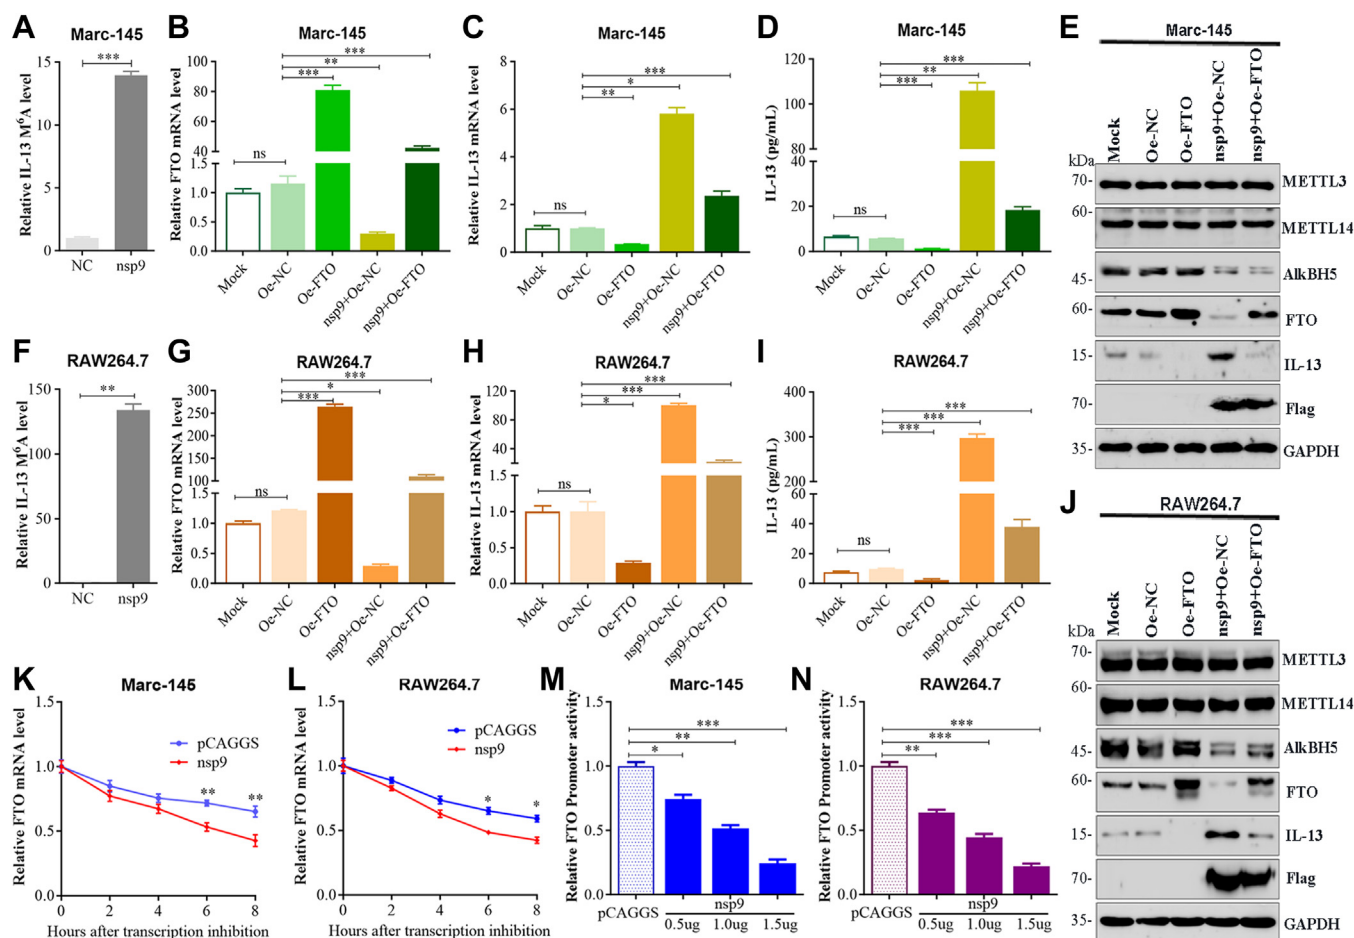 A
Marc-145
Relative IL-13 M⁶A level
15
10
5
0
***
NC
nsp9
B
Marc-145
Relative FTO mRNA level
100
80
60
40
1.5
1.0
0.5
0.0
***
**
***
ns
Mock
Oe-NC
Oe-FTO
nsp9+Oe-NC
nsp9+Oe-FTO
C
Marc-145
Relative IL-13 mRNA level
8
6
4
2
0
***
*
**
ns
Mock
Oe-NC
Oe-FTO
nsp9+Oe-NC
nsp9+Oe-FTO
D
Marc-145
IL-13 (pg/mL)
120
100
80
40
20
0
***
**
***
ns
Mock
Oe-NC
Oe-FTO
nsp9+Oe-NC
nsp9+Oe-FTO
E
Marc-145
Mock
Oe-NC
Oe-FTO
nsp9+Oe-NC
nsp9+Oe-FTO
kDa
70- METTL3
60- METTL14
45- AlkBH5
60- FTO
15- IL-13
70- Flag
35- GAPDH
F
RAW264.7
Relative IL-13 M⁶A level
150
100
50
0
**
NC
nsp9
G
RAW264.7
Relative FTO mRNA level
300
250
200
150
100
1.5
1.0
0.5
0.0
***
*
***
ns
Mock
Oe-NC
Oe-FTO
nsp9+Oe-NC
nsp9+Oe-FTO
H
RAW264.7
Relative IL-13 mRNA level
120
100
80
60
40
20
1.5
1.0
0.5
0.0
***
***
*
ns
Mock
Oe-NC
Oe-FTO
nsp9+Oe-NC
nsp9+Oe-FTO
I
RAW264.7
IL-13 (pg/mL)
400
300
200
60
40
20
0
***
***
***
ns
Mock
Oe-NC
Oe-FTO
nsp9+Oe-NC
nsp9+Oe-FTO
J
RAW264.7
Mock
Oe-NC
Oe-FTO
nsp9+Oe-NC
nsp9+Oe-FTO
kDa
70- METTL3
60- METTL14
45- AlkBH5
60- FTO
15- IL-13
70- Flag
35- GAPDH
K
Marc-145
Relative FTO mRNA level
1.5
1.0
0.5
0.0
pCAGGS
nsp9
**
**
0 2 4 6 8
Hours after transcription inhibition
L
RAW264.7
Relative FTO mRNA level
1.5
1.0
0.5
0.0
pCAGGS
nsp9
*
*
0 2 4 6 8
Hours after transcription inhibition
M
Marc-145
Relative FTO Promoter activity
1.5
1.0
0.5
0.0
***
**
*
pCAGGS
nsp9
0.5ug 1.0ug 1.5ug
N
RAW264.7
Relative FTO Promoter activity
1.5
1.0
0.5
0.0
***
***
**
pCAGGS
nsp9
0.5ug 1.0ug 1.5ug